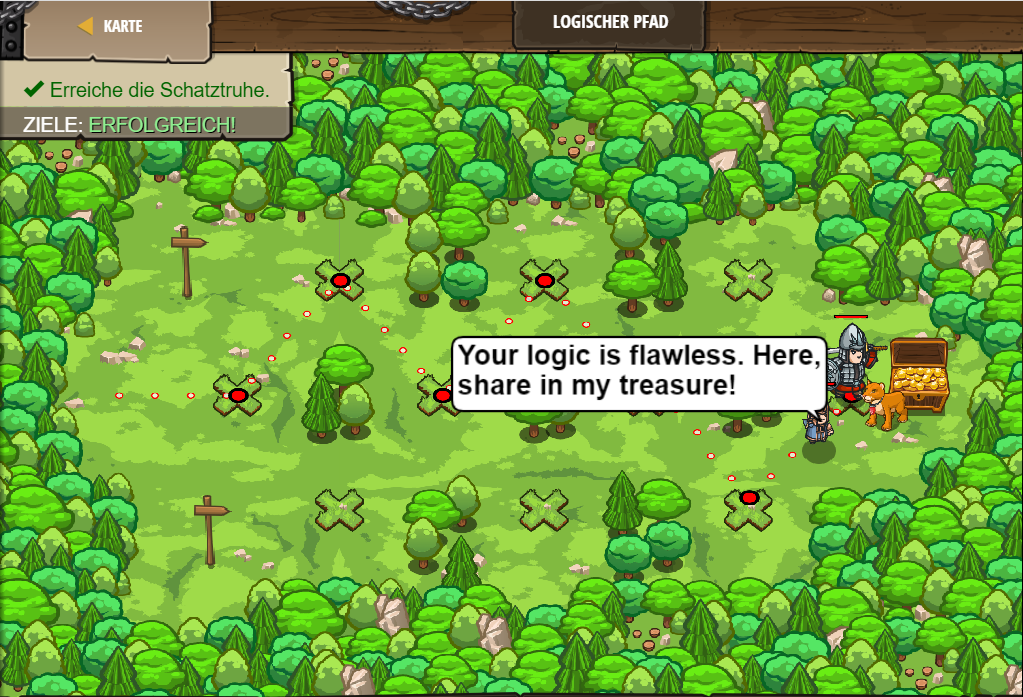 KARTE
LOGISCHER PFAD
Erreiche die Schatztruhe.
ZIELE: ERFOLGREICH!
Your logic is flawless. Here,
share in my treasure!